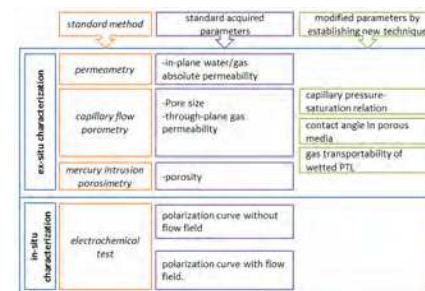 standard method
standard acquired
parameters
modified parameters by
establishing new technique
ex-situ characterization
permeametry
-in-plane water/gas
absolute permeability
capillary flow
porometry
-Pore size
-through-plane gas
permeability
capillary pressure-
saturation relation
contact angle in porous
media
gas transportability of
wetted PTL
mercury intrusion
porosimetry
-porosity
in-situ
characterization
electrochemical
test
polarization curve without
flow field
polarization curve with flow
field.